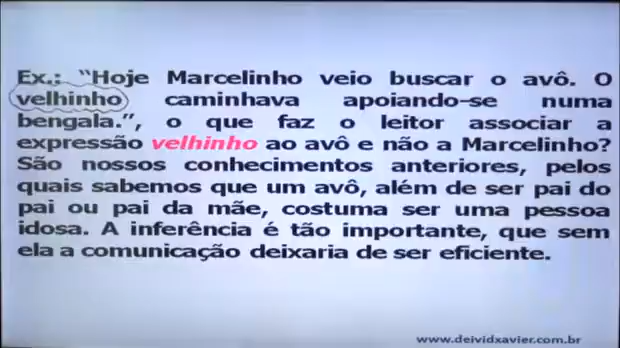 Ex.: “Hoje Marcelinho veio buscar o avô. O
velhinho caminhava apoiando-se numa
bengala.”, o que faz o leitor associar a
expressão velhinho ao avô e não a Marcelinho?
São nossos conhecimentos anteriores, pelos
quais sabemos que um avô, além de ser pai do
pai ou pai da mãe, costuma ser uma pessoa
idosa. A inferência é tão importante, que sem
ela a comunicação deixaria de ser eficiente.
www.deividxavier.com.br